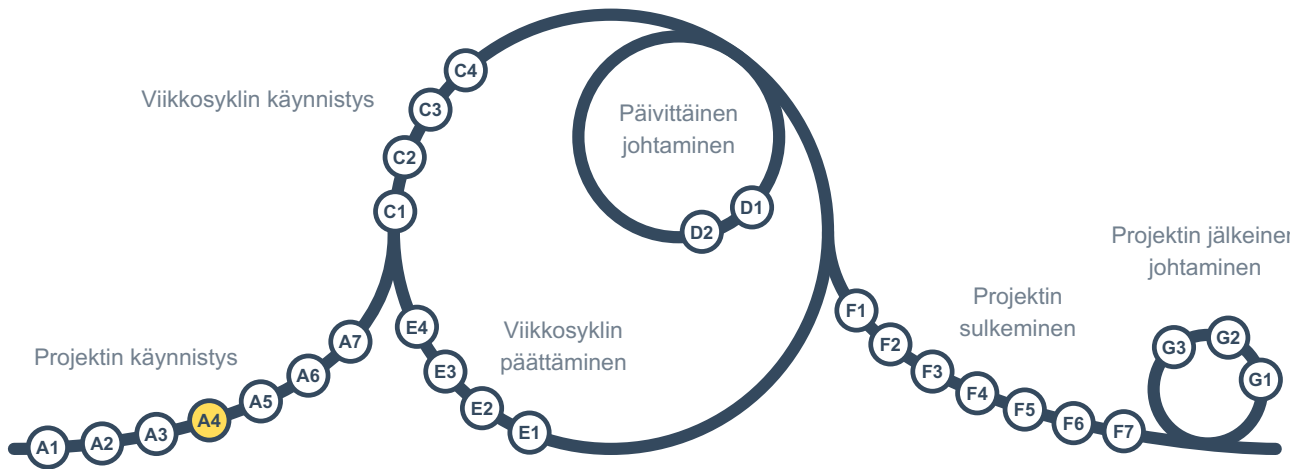 Viikkosyklin käynnistys
C4
C3
C2
C1
Päivittäinen
johtaminen
D1
D2
Projektin jälkeinen
johtaminen
Projektin käynnistys
A1
A2
A3
A4
A5
A6
A7
Viikkosyklin
päättäminen
E4
E3
E2
E1
Projektin
sulkeminen
F1
F2
F3
F4
F5
F6
F7
G3
G2
G1